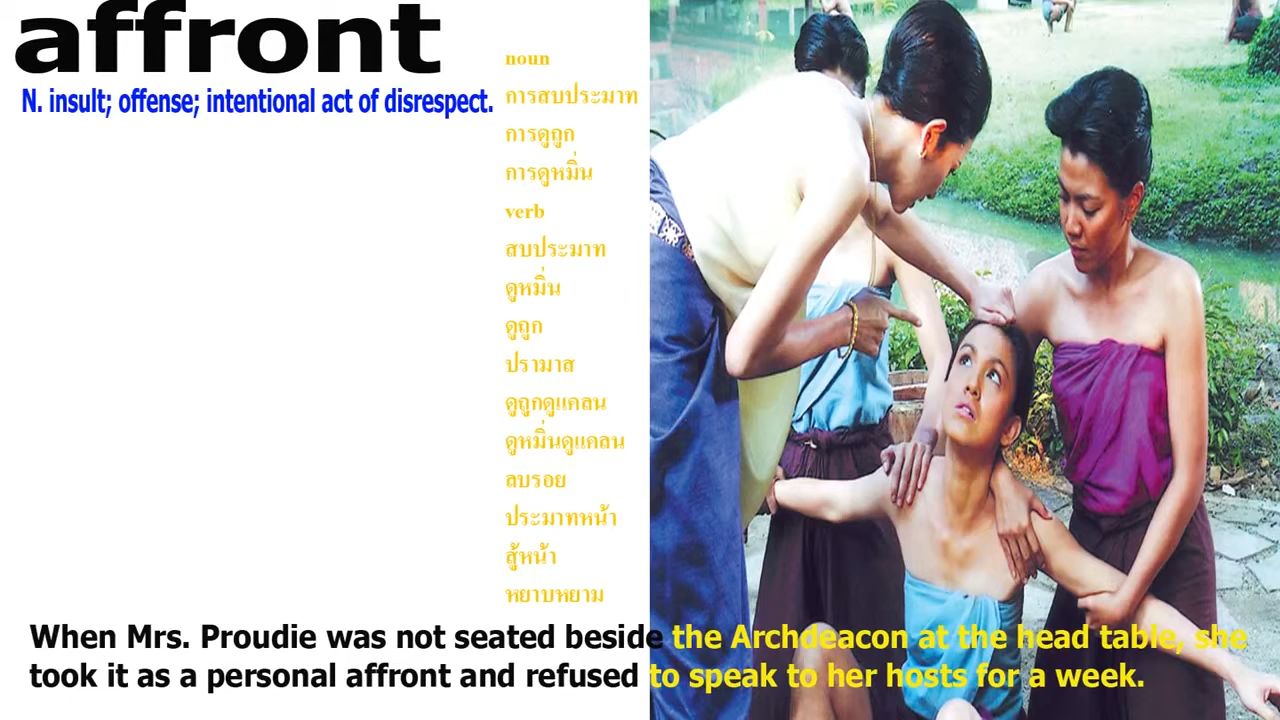 affront
N. insult; offense; intentional act of disrespect.
noun
การสบประมาท
การดูถูก
การดูหมิ่น
verb
สบประมาท
ดูหมิ่น
ดูถูก
ปรามาส
ดูถูกดูแคลน
ดูหมิ่นดูแคลน
ลบรอย
ประมาทหน้า
สู้หน้า
หยาบหยาม
When Mrs. Proudie was not seated beside the Archdeacon at the head table, she
took it as a personal affront and refused to speak to her hosts for a week.